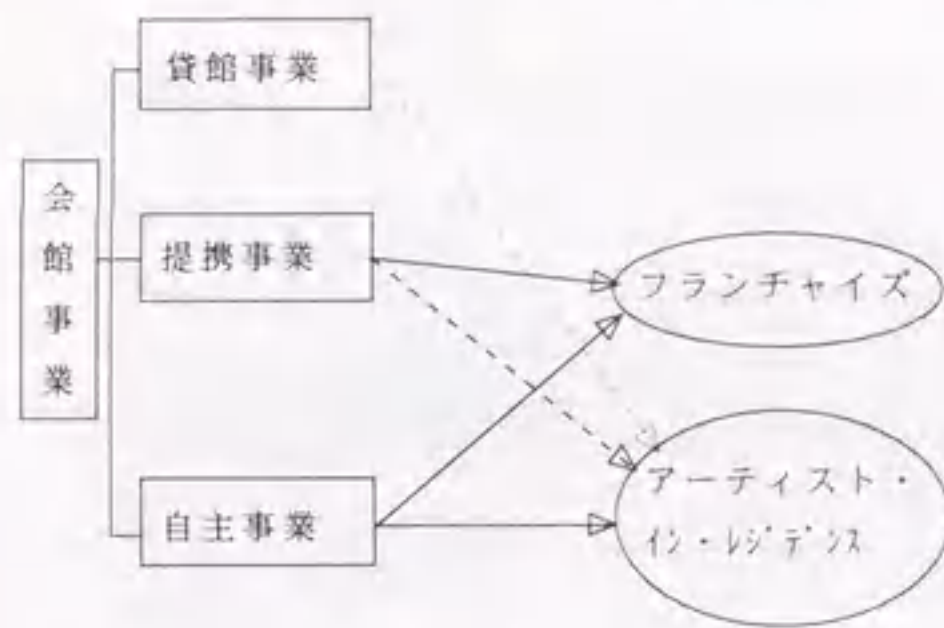 貸館事業
会館事業
提携事業
フランチャイズ
自主事業
アーティスト・
イン・レジデンス